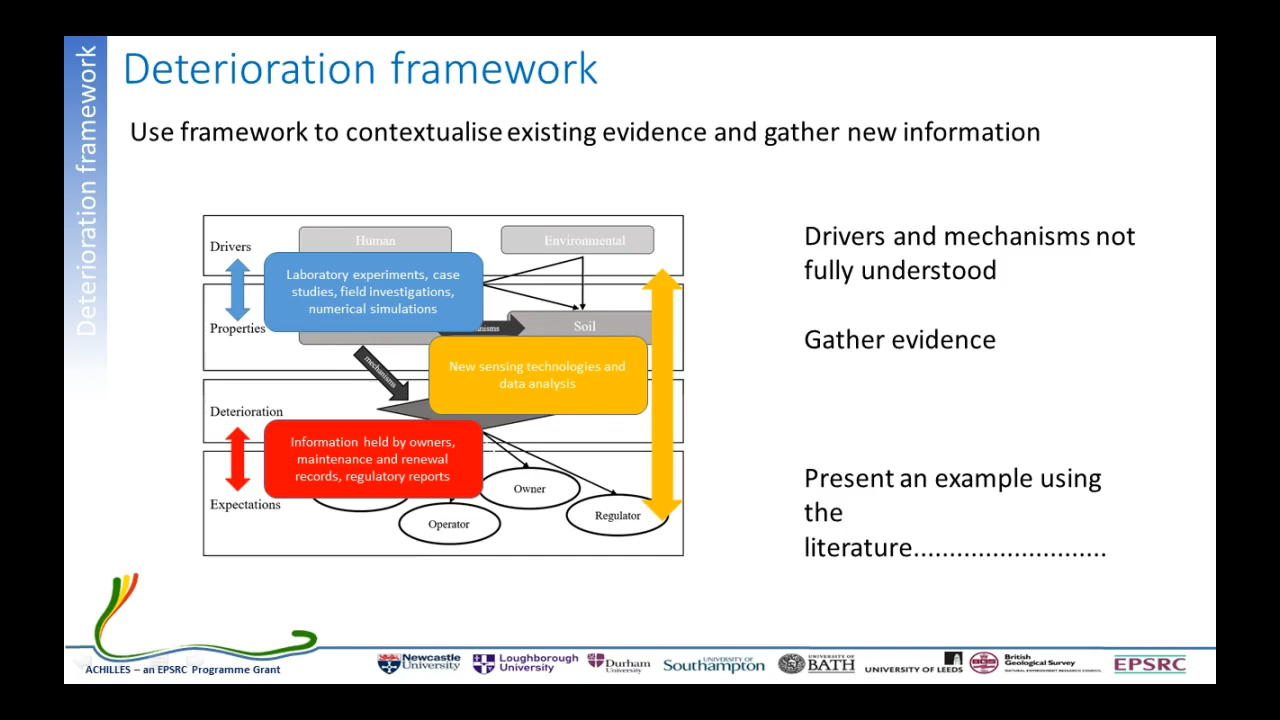 Deterioration framework
Deterioration framework
Use framework to contextualise existing evidence and gather new information
Drivers
Human
Environmental
Laboratory experiments, case
studies, field investigations,
numerical simulations
Properties
Soil
mechanisms
New sensing technologies and
data analysis
Deterioration
Information held by owners,
maintenance and renewal
records, regulatory reports
Expectations
Owner
Operator
Regulator
Drivers and mechanisms not
fully understood
Gather evidence
Present an example using
the
literature...........................
ACHILLES – an EPSRC Programme Grant
Newcastle
University
Loughborough
University
Durham
University
UNIVERSITY OF
Southampton
UNIVERSITY OF
BATH
UNIVERSITY OF LEEDS
British
Geological Survey
NATURAL ENVIRONMENT RESEARCH COUNCIL
EPSRC